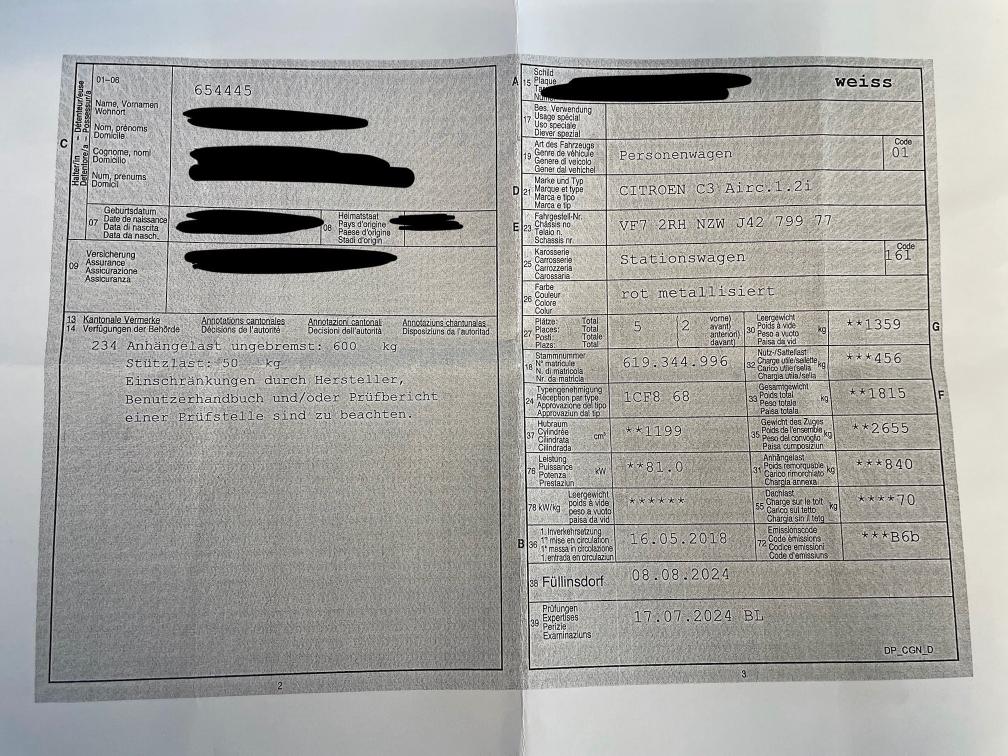 C
Halter/in – Détenteur/euse
Detentore/a – Possessur/a
01–06
654445
Name, Vornamen
Wohnort
Nom, prénoms
Domicile
Cognome, nomi
Domicilio
Num, prenums
Domicil
07
Geburtsdatum
Date de naissance
Data di nascita
Data da nasch.
08
Heimatstaat
Pays d'origine
Paese d'origine
Stadi d'origin
09
Versicherung
Assurance
Assicurazione
Assicuranza
13 Kantonale Vermerke Annotations cantonales Annotazioni cantonali Annotaziuns chantunalas
14 Verfügungen der Behörde Décisions de l'autorité Decisioni dell'autorità Disposiziuns da l'autoritad
234 Anhängelast ungebremst: 600 kg
Stützlast: 50 kg
Einschränkungen durch Hersteller,
Benutzerhandbuch und/oder Prüfbericht
einer Prüfstelle sind zu beachten.
2
A 15
Schild
Plaque
weiss
17
Bes. Verwendung
Usage spécial
Uso speciale
Diever spezial
19
Art des Fahrzeugs
Genre de véhicule
Genere di veicolo
Gener dal vehichel
Personenwagen
Code
01
D 21
Marke und Typ
Marque et type
Marca e tipo
Marca e tip
CITROEN C3 Airc.1.2i
E 23
Fahrgestell-Nr.
Châssis no
Telaio n.
Schassis nr.
VF7 2RH NZW J42 799 77
25
Karosserie
Carrosserie
Carrozzeria
Carossaria
Stationswagen
Code
161
26
Farbe
Couleur
Colore
Colur
rot metallisiert
27
Plätze: Total
Places: Total
Posti: Total
Plazs: Total
5 (2
vorne)
avant)
anteriori)
davant)
30
Leergewicht
Poids à vide
Peso a vuoto
Paisa da vid
kg
**1359
G
18
Stammnummer
N° matricule
N. di matricola
Nr. da matricla
619.344.996
32
Nutz-/Sattellast
Charge utile/sellette
Carico utile/sella
Chargia utila/sella
kg
***456
24
Typengenehmigung
Réception par type
Approvazione del tipo
Approvaziun dal tip
1CF8 68
33
Gesamtgewicht
Poids total
Peso totale
Paisa totala
kg
**1815
F
37
Hubraum
Cylindrée
Cilindrata
Cilindrada
cm³
**1199
35
Gewicht des Zuges
Poids de l'ensemble
Peso del convoglio
Paisa cumposiziun
kg
**2655
76
Leistung
Puissance
Potenza
Prestaziun
kW
**81.0
31
Anhängelast
Poids remorquable
Carico rimorchiato
Chargia annexa
kg
***840
78 kW/kg
Leergewicht
poids à vide
peso a vuoto
paisa da vid
******
55
Dachlast
Charge sur le toit
Carico sul tetto
Chargia sin il tetg
kg
****70
B 36
1. Inverkehrsetzung
1re mise en circulation
1a messa in circolazione
1. entrada en circulaziun
16.05.2018
72
Emissionscode
Code émissions
Codice emissioni
Code d'emissiuns
***B6b
38 Füllinsdorf
08.08.2024
39
Prüfungen
Expertises
Perizie
Examinaziuns
17.07.2024 BL
DP_CGN_D
3